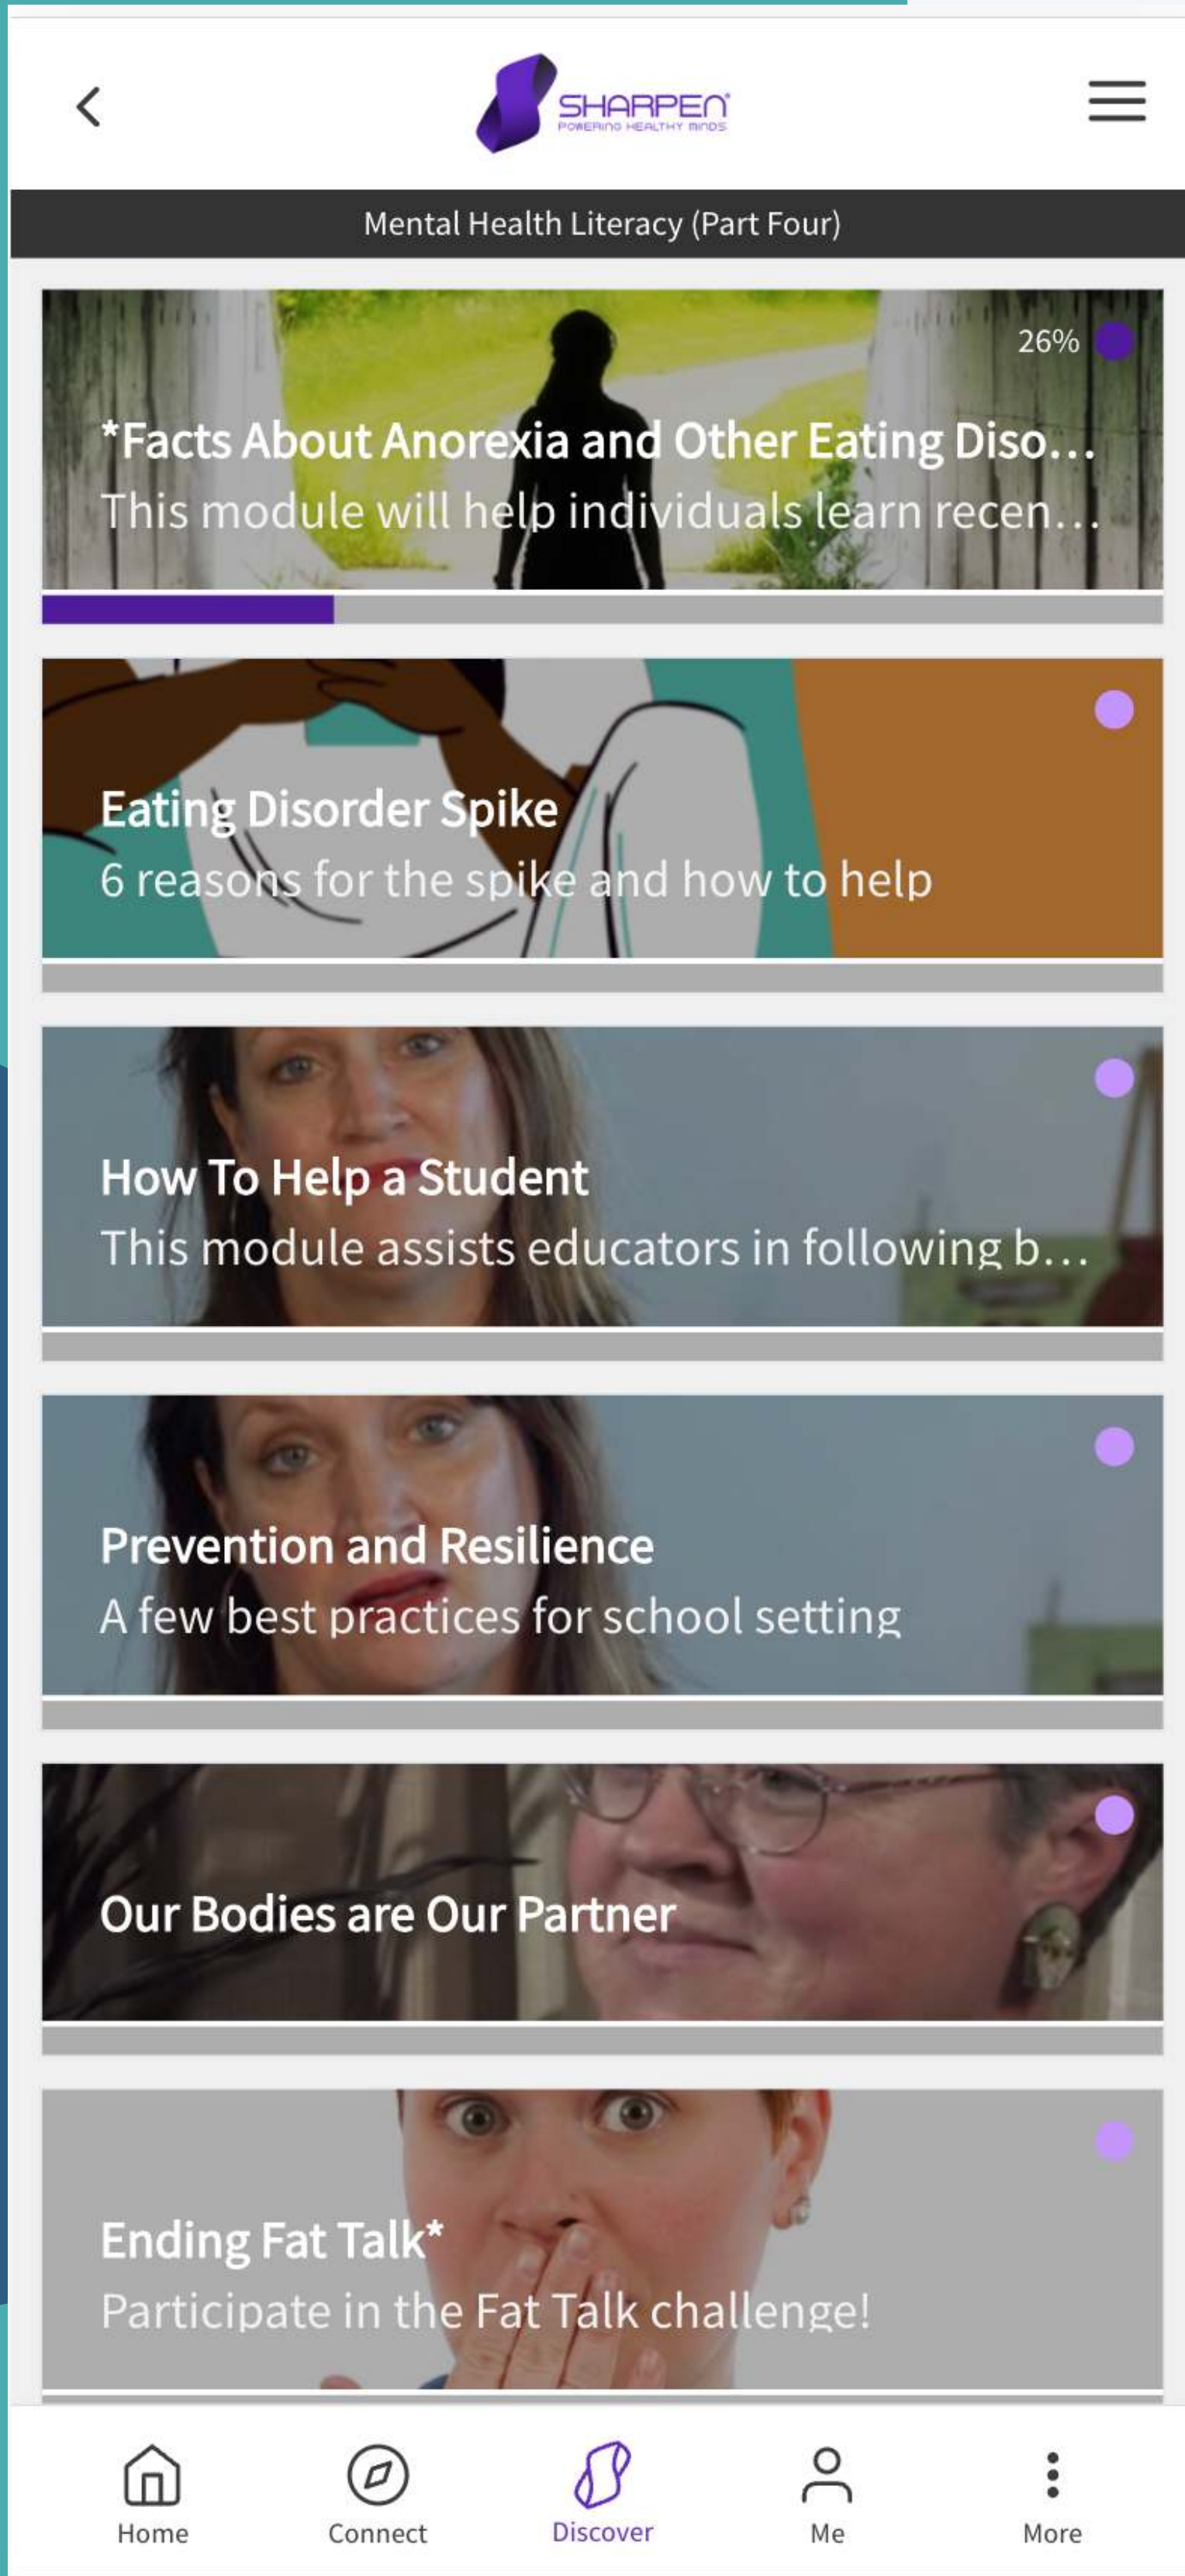 SHARPEN®
POWERING HEALTHY MINDS
Mental Health Literacy (Part Four)
26%
*Facts About Anorexia and Other Eating Diso...
This module will help individuals learn recen...
Eating Disorder Spike
6 reasons for the spike and how to help
How To Help a Student
This module assists educators in following b...
Prevention and Resilience
A few best practices for school setting
Our Bodies are Our Partner
Ending Fat Talk*
Participate in the Fat Talk challenge!
Home
Connect
Discover
Me
More